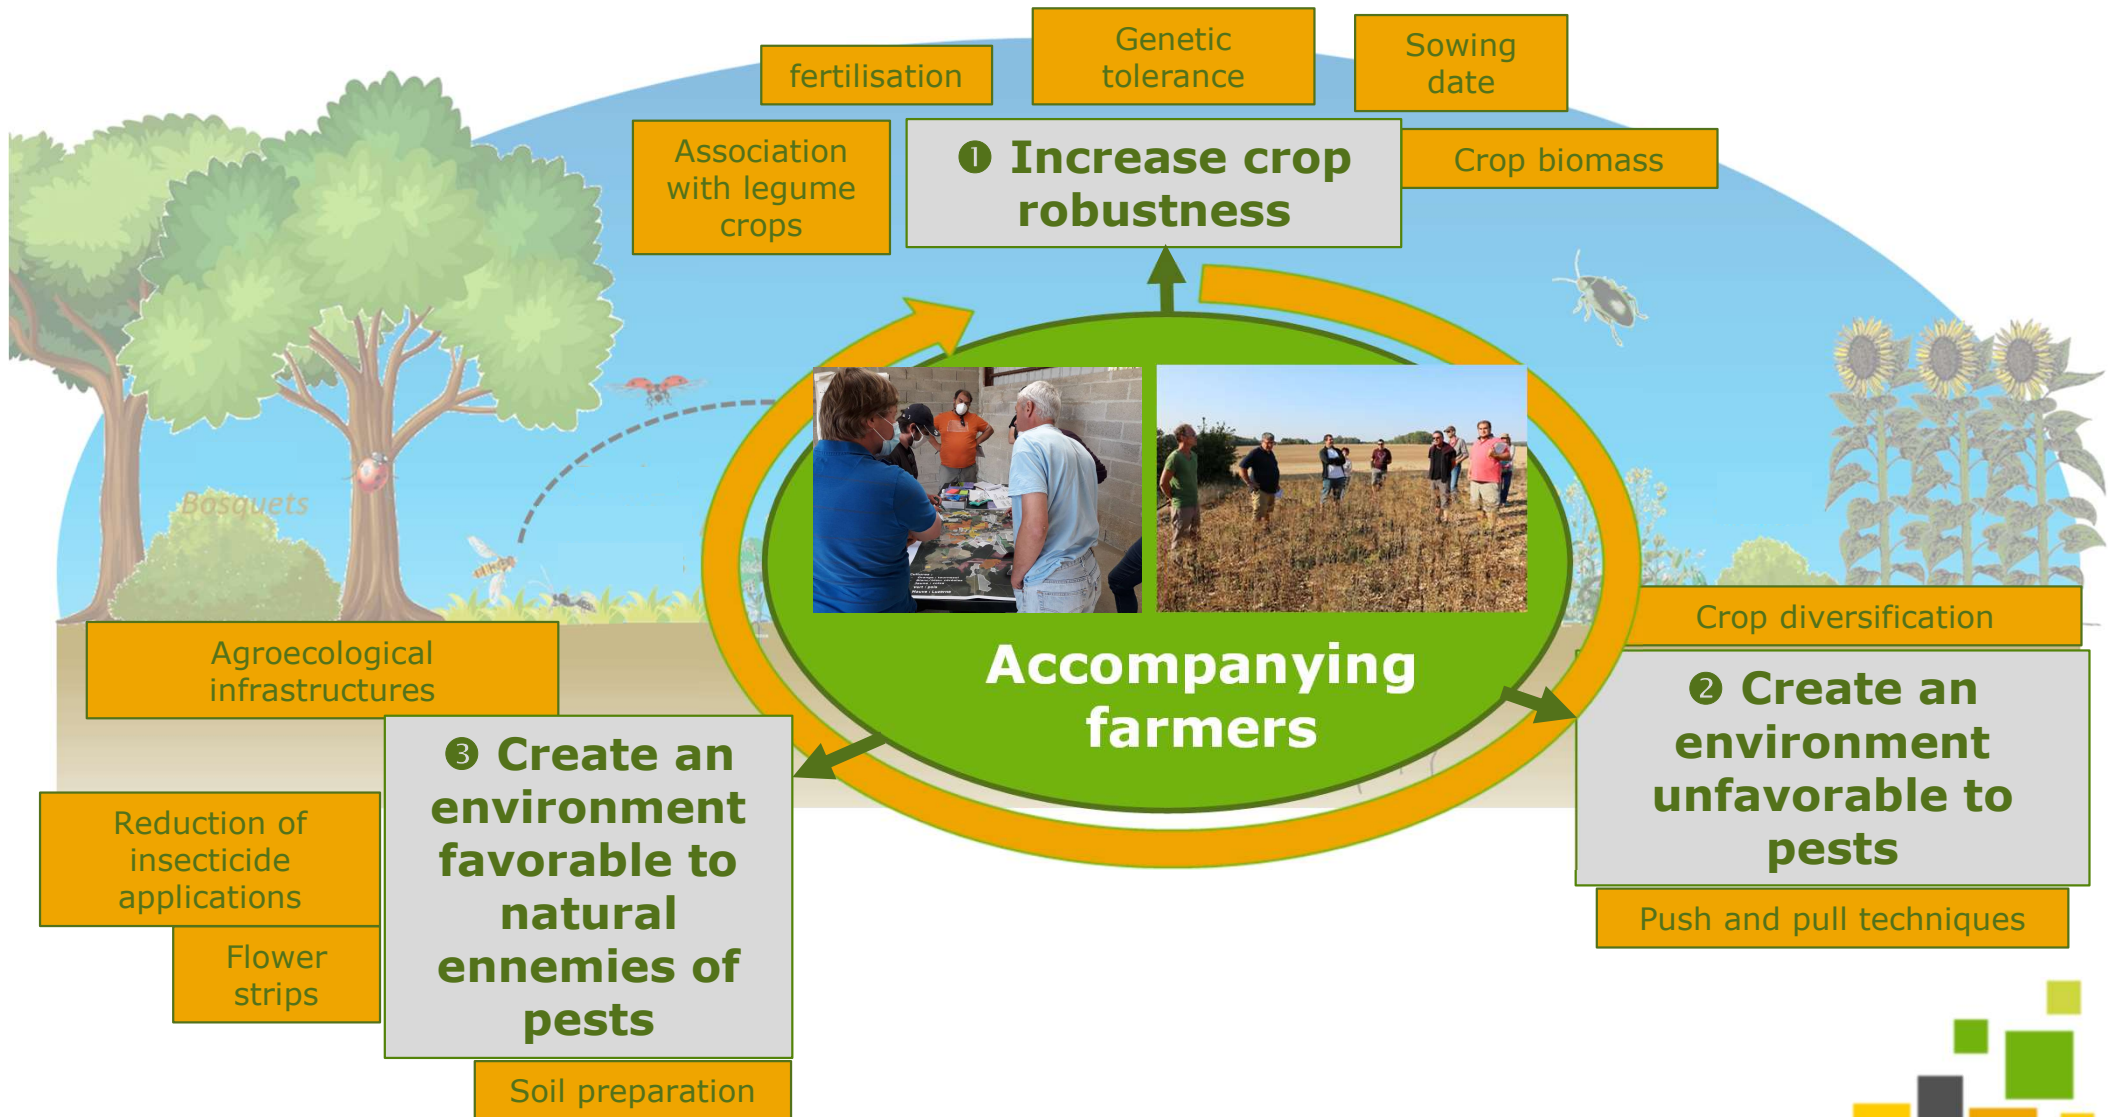 fertilisation
Genetic
tolerance
Sowing
date
Association
with legume
crops
❶ Increase crop
robustness
Crop biomass
Bosquets
Accompanying
farmers
Crop diversification
❷ Create an
environment
unfavorable to
pests
Push and pull techniques
Agroecological
infrastructures
❸ Create an
environment
favorable to
natural
ennemies of
pests
Reduction of
insecticide
applications
Flower
strips
Soil preparation